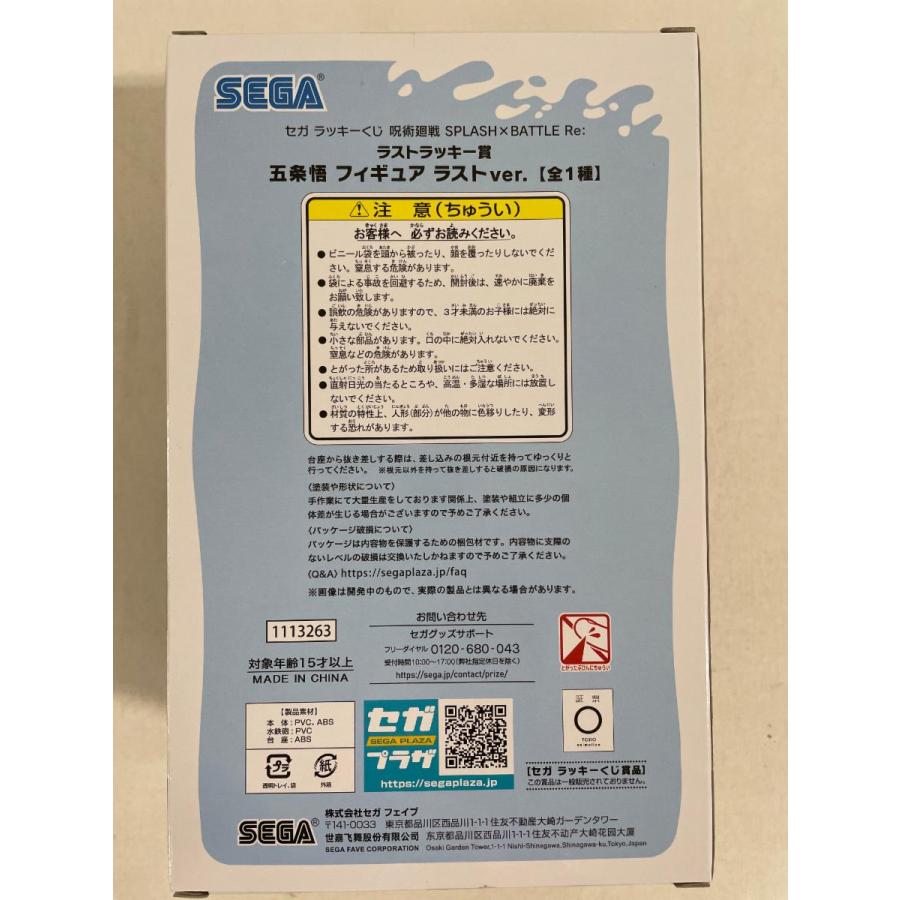 SEGA®
セガ ラッキーくじ 呪術廻戦 SPLASH×BATTLE Re:
ラストラッキー賞
五条悟 フィギュア ラストver.【全1種】
注 意(ちゅうい)
お客様へ 必ずお読みください。
●ビニール袋を頭から被ったり、顔を覆ったりしないでください。窒息する危険があります。
●袋による事故を回避するため、開封後は、速やかに廃棄をお願い致します。
●誤飲の危険がありますので、3才未満のお子様には絶対に与えないでください。
●小さな部品があります。口の中に絶対入れないでください。窒息などの危険があります。
●とがった所があるため取り扱いにはご注意ください。
●直射日光の当たるところや、高温・多湿な場所には放置しないでください。
●材質の特性上、人形(部分)が他の物に色移りしたり、変形する恐れがあります。
台座から抜き差しする際は、差し込みの根元付近を持ってゆっくりと
行ってください。 ※根元以外を持って抜き差しすると破損の原因になります。
〈塗装や形状について〉
手作業にて大量生産をしております関係上、塗装や組立に多少の個
体差が生じる場合がございますので予めご了承ください。
〈パッケージ破損について〉
パッケージは内容物を保護するための梱包材です。内容物に支障の
ないレベルの破損は交換いたしかねますので予めご了承ください。
〈Q&A〉https://segaplaza.jp/faq
※画像は開発中のもので、実際の製品とは異なる場合があります。
1113263
対象年齢15才以上
MADE IN CHINA
お問い合わせ先
セガグッズサポート
フリーダイヤル 0120-680-043
受付時間10:00〜17:00(弊社指定休日を除く)
https://sega.jp/contact/prize/
とがったぶひんにちゅうい
【製品素材】
本 体:PVC、ABS
水鉄砲:PVC
台 座:ABS
プラ
透明トレイ、袋
紙
外箱
セガ
SEGA PLAZA
プラザ
https://segaplaza.jp
証 票
TOHO
animation
【セガ ラッキーくじ賞品】
この賞品は一般販売されておりません。
SEGA®
株式会社セガ フェイブ
〒141-0033 東京都品川区西品川1-1-1住友不動産大崎ガーデンタワー
世嘉飞舞股份有限公司 东京都品川区西品川1-1-1住友不动产大崎花园大厦
SEGA FAVE CORPORATION Osaki Garden Tower,1-1-1 Nishi-Shinagawa,Shinagawa-ku,Tokyo,Japan